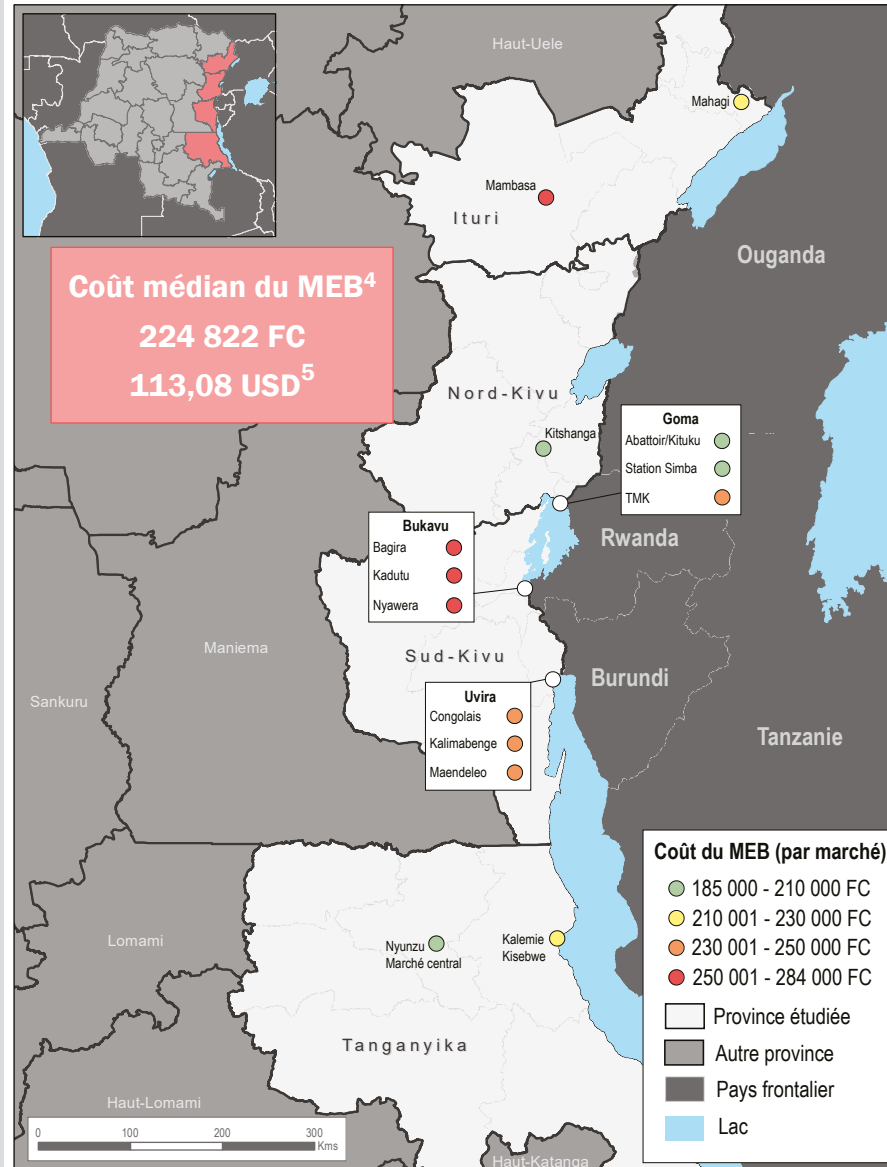 Haut-Uele
Mahagi
Mambasa
Ituri
Ouganda
Coût médian du MEB4
224 822 FC
113,08 USD5
Nord-Kivu
Kitshanga
Goma
Abattoir/Kituku
Station Simba
TMK
Bukavu
Bagira
Kadutu
Nyawera
Rwanda
Maniema
Sud-Kivu
Burundi
Sankuru
Uvira
Congolais
Kalimabenge
Maendeleo
Tanzanie
Coût du MEB (par marché)
185 000 - 210 000 FC
210 001 - 230 000 FC
230 001 - 250 000 FC
250 001 - 284 000 FC
Province étudiée
Autre province
Pays frontalier
Lac
Lomami
Nyunzu
Marché central
Kalemie
Kisebwe
Tanganyika
Haut-Lomami
0 100 200 300
Kms
Haut-Katanga